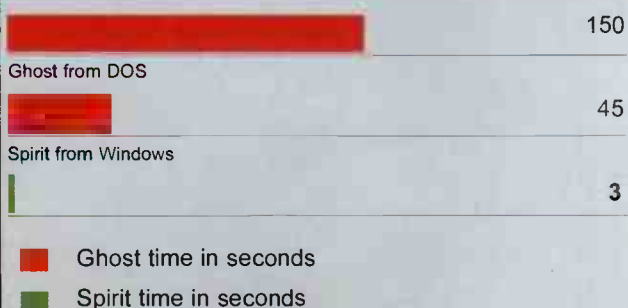 150
Ghost from DOS
45
Spirit from Windows
3
Ghost time in seconds
Spirit time in seconds